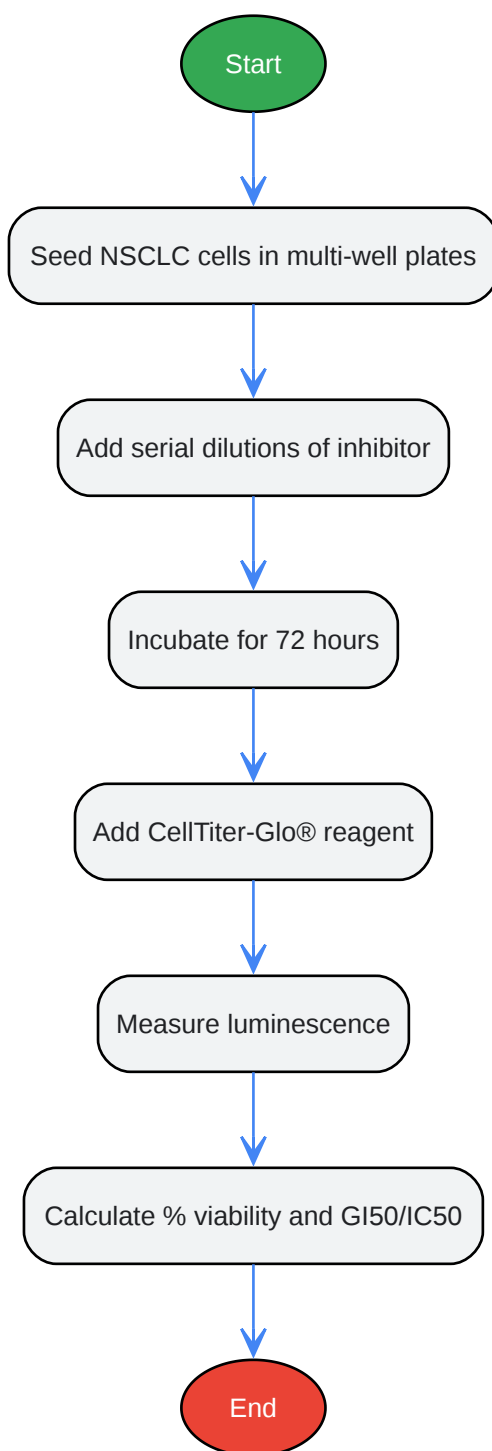 Start
Seed NSCLC cells in multi-well plates
Add serial dilutions of inhibitor
Incubate for 72 hours
Add CellTiter-Glo® reagent
Measure luminescence
Calculate % viability and GI50/IC50
End